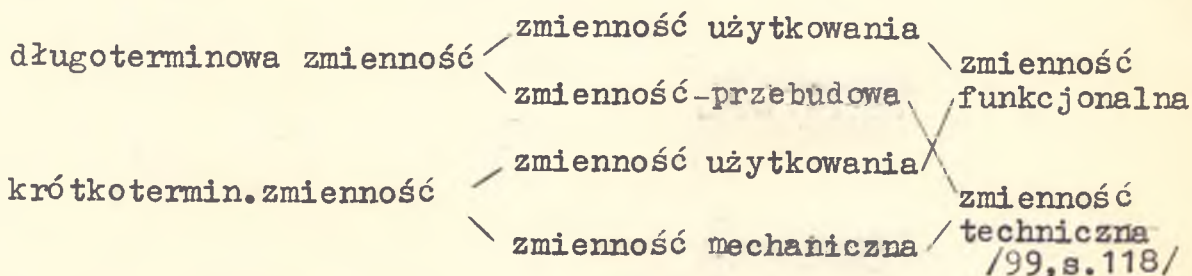 długoterminowa zmienność
zmienność użytkowania
zmienność-przebudowa
zmienność
funkcjonalna
krótkotermin.zmienność
zmienność użytkowania
zmienność mechaniczna
zmienność
techniczna
/99,s.118/